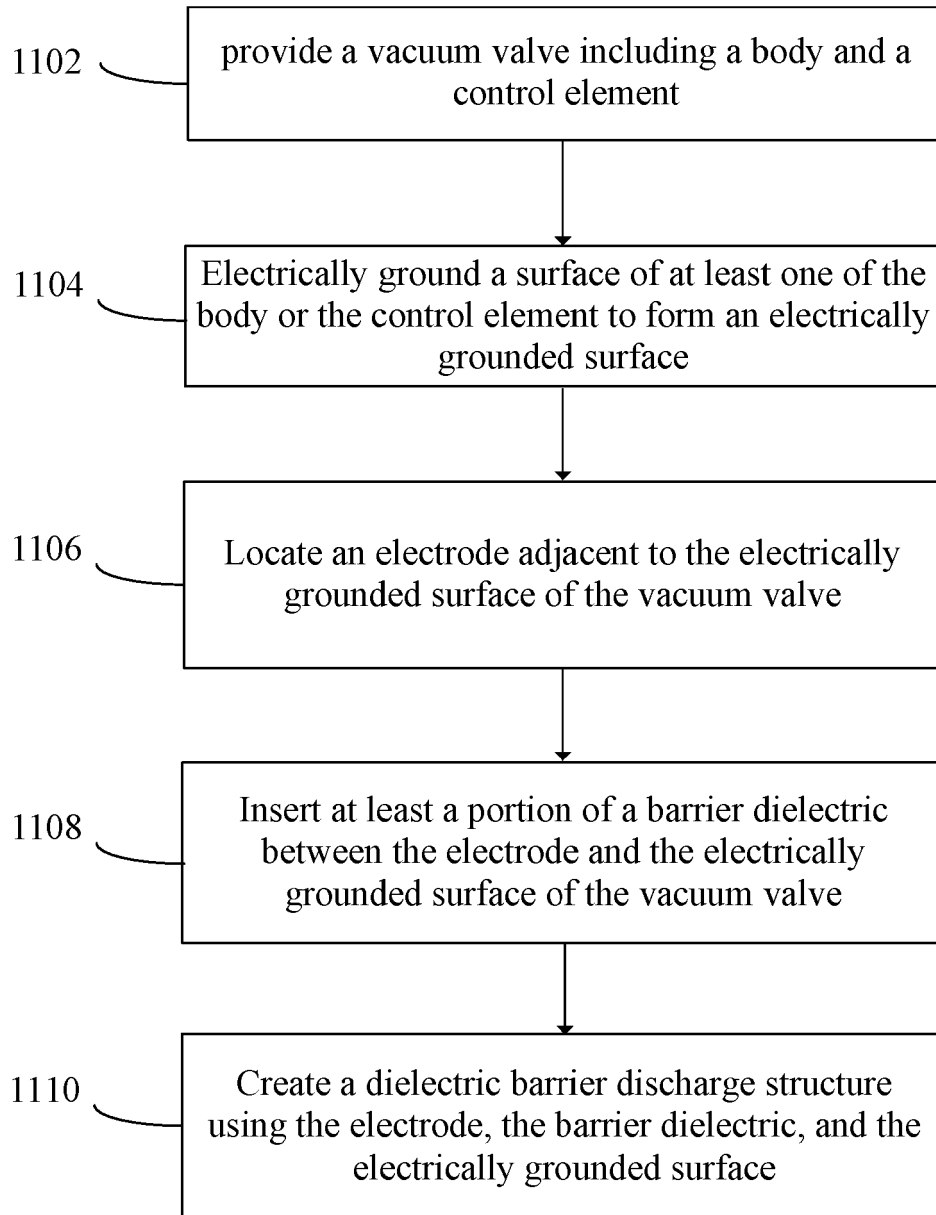 1102
provide a vacuum valve including a body and a
control element
1104
Electrically ground a surface of at least one of the
body or the control element to form an electrically
grounded surface
1106
Locate an electrode adjacent to the electrically
grounded surface of the vacuum valve
1108
Insert at least a portion of a barrier dielectric
between the electrode and the electrically
grounded surface of the vacuum valve
1110
Create a dielectric barrier discharge structure
using the electrode, the barrier dielectric, and the
electrically grounded surface